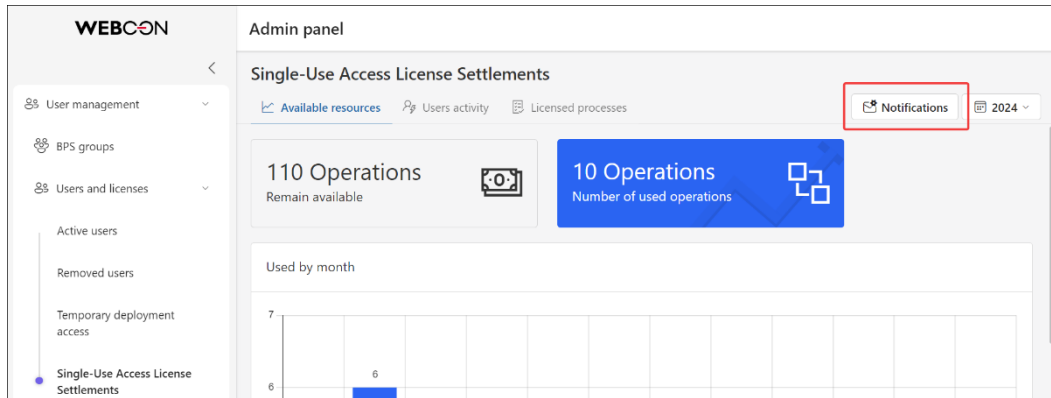 WEBCON
Admin panel
Single-Use Access License Settlements
User management
Available resources
Users activity
Licensed processes
Notifications
2024
BPS groups
110 Operations
Remain available
10 Operations
Number of used operations
Users and licenses
Active users
Used by month
Removed users
Temporary deployment
access
7
6
6
Single-Use Access License
Settlements